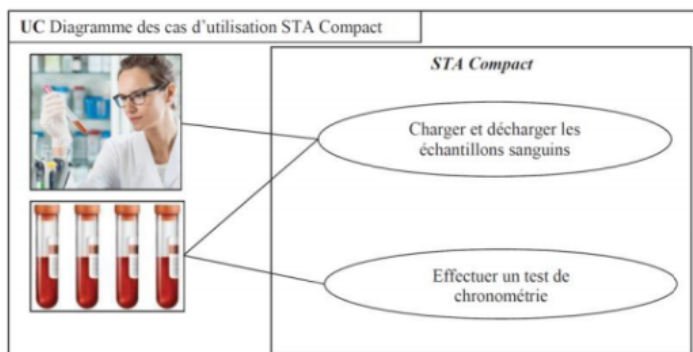 UC Diagramme des cas d'utilisation STA Compact
STA Compact
Charger et décharger les
échantillons sanguins
Effectuer un test de
chronométrie